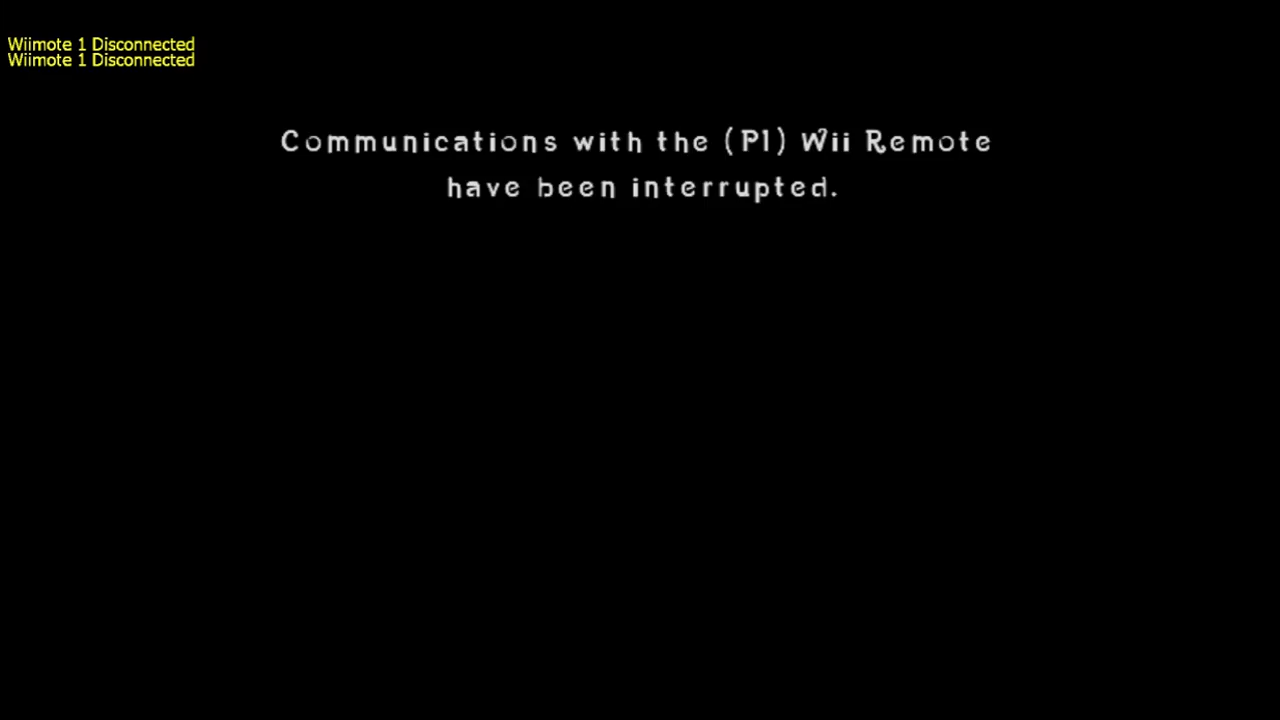 Wiimote 1 Disconnected
Wiimote 1 Disconnected
Communications with the (P1) Wii Remote
have been interrupted.